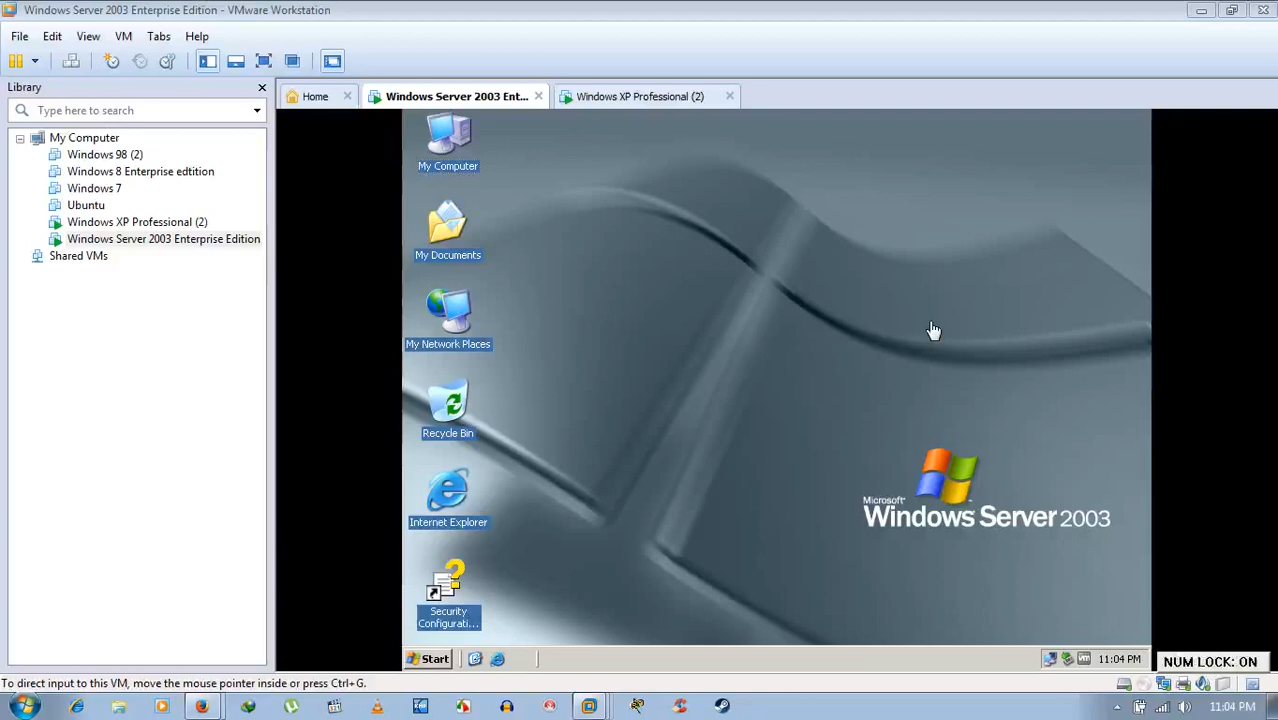 Windows Server 2003 Enterprise Edition - VMware Workstation
File Edit View VM Tabs Help
Library
Type here to search
My Computer
Windows 98 (2)
Windows 8 Enterprise edtition
Windows 7
Ubuntu
Windows XP Professional (2)
Windows Server 2003 Enterprise Edition
Shared VMs
Home
Windows Server 2003 Ent...
Windows XP Professional (2)
My Computer
My Documents
My Network Places
Recycle Bin
Internet Explorer
Security
Configurati...
Microsoft
Windows Server 2003
Start
11:04 PM
NUM LOCK: ON
To direct input to this VM, move the mouse pointer inside or press Ctrl+G.
11:04 PM